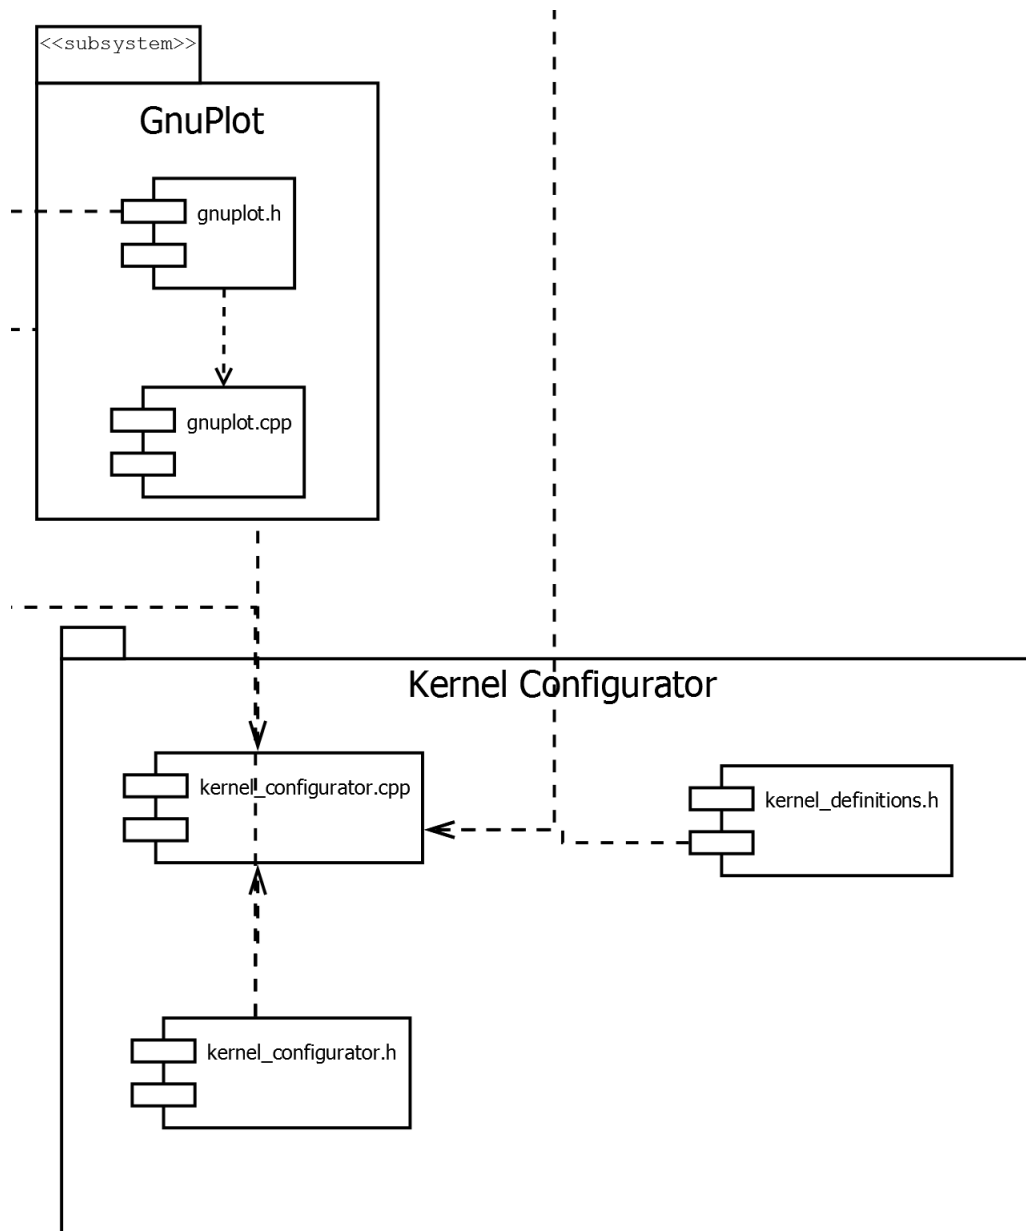 <<subsystem>>
GnuPlot
gnuplot.h
gnuplot.cpp
Kernel Configurator
kernel_configurator.cpp
kernel_definitions.h
kernel_configurator.h